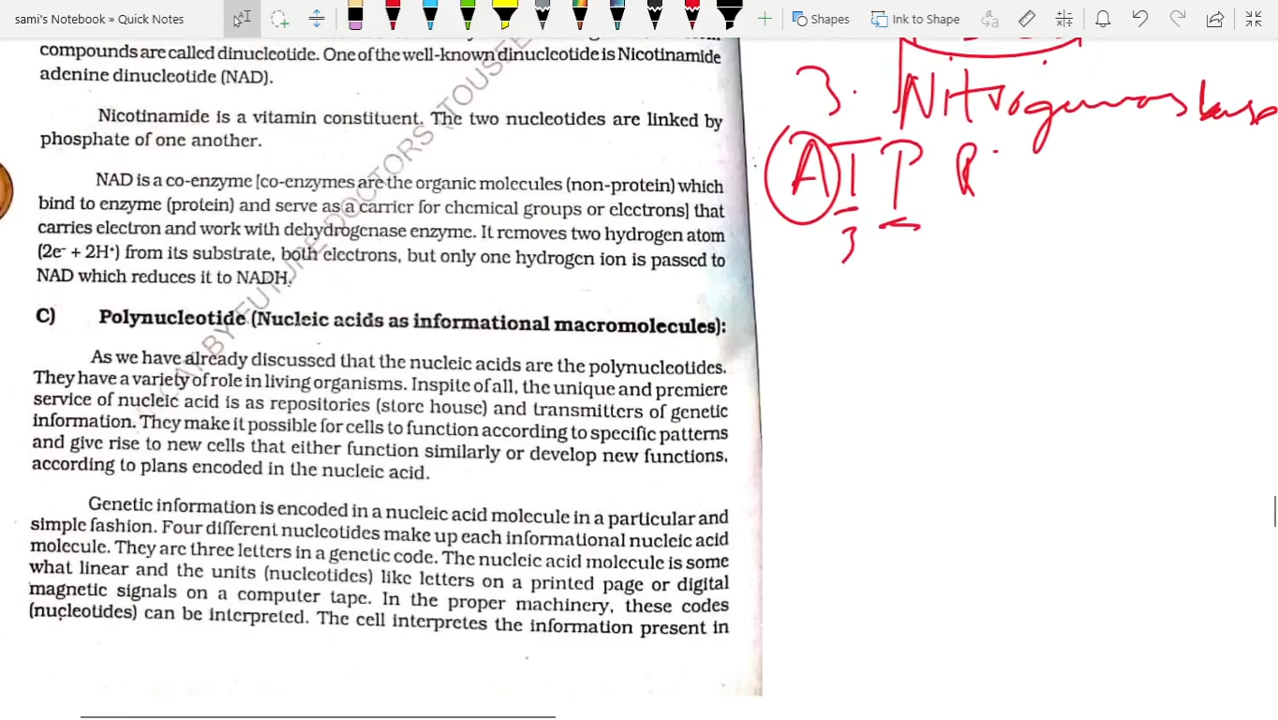 sami's Notebook » Quick Notes
Shapes
Ink to Shape
compounds are called dinucleotide. One of the well-known dinucleotide is Nicotinamide
adenine dinucleotide (NAD).
Nicotinamide is a vitamin constituent. The two nucleotides are linked by
phosphate of one another.
NAD is a co-enzyme [co-enzymes are the organic molecules (non-protein) which
bind to enzyme (protein) and serve as a carrier for chemical groups or electrons] that
carries electron and work with dehydrogenase enzyme. It removes two hydrogen atom
(2e⁻ + 2H⁺) from its substrate, both electrons, but only one hydrogen ion is passed to
NAD which reduces it to NADH.
C) Polynucleotide (Nucleic acids as informational macromolecules):
As we have already discussed that the nucleic acids are the polynucleotides.
They have a variety of role in living organisms. Inspite of all, the unique and premiere
service of nucleic acid is as repositories (store house) and transmitters of genetic
information. They make it possible for cells to function according to specific patterns
and give rise to new cells that either function similarly or develop new functions,
according to plans encoded in the nucleic acid.
Genetic information is encoded in a nucleic acid molecule in a particular and
simple fashion. Four different nucleotides make up each informational nucleic acid
molecule. They are three letters in a genetic code. The nucleic acid molecule is some
what linear and the units (nucleotides) like letters on a printed page or digital
magnetic signals on a computer tape. In the proper machinery, these codes
(nucleotides) can be interpreted. The cell interpretes the information present in
3. Nitrogenous base
A T P
3
BY FUTURE DOCTORS